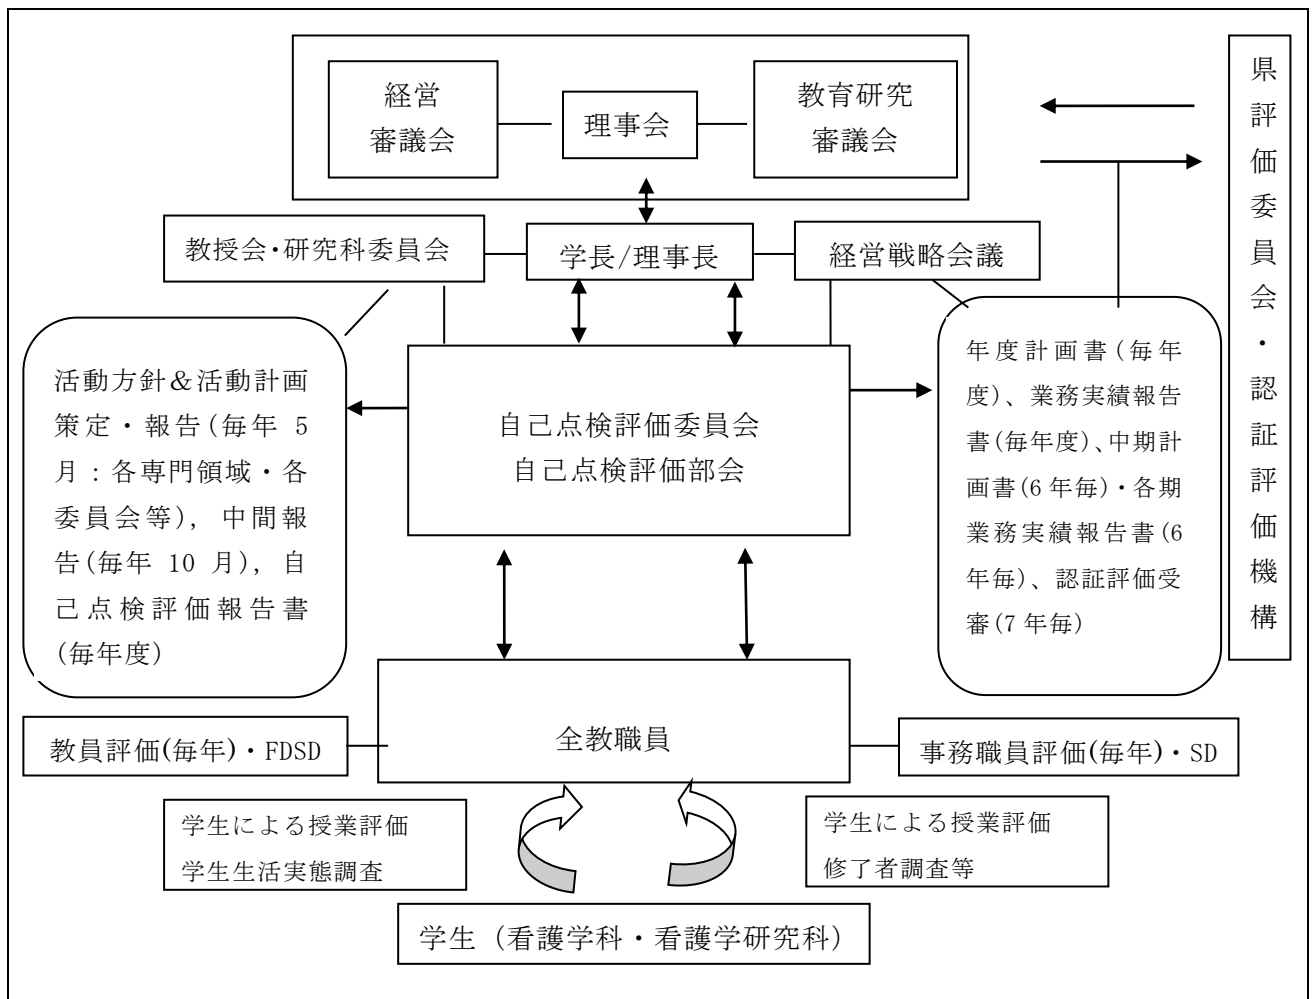 経営
審議会
理事会
教育研究
審議会
県評価委員会・認証評価機構
教授会・研究科委員会
学長/理事長
経営戦略会議
活動方針＆活動計画
策定・報告(毎年 5
月：各専門領域・各
委員会等), 中間報
告(毎年 10 月), 自
己点検評価報告書
(毎年度)
自己点検評価委員会
自己点検評価部会
年度計画書(毎年
度)、業務実績報告
書(毎年度)、中期計
画書(6 年毎)・各期
業務実績報告書(6
年毎)、認証評価受
審(7 年毎)
教員評価(毎年)・FDSD
全教職員
事務職員評価(毎年)・SD
学生による授業評価
学生生活実態調査
学生による授業評価
修了者調査等
学生（看護学科・看護学研究科）